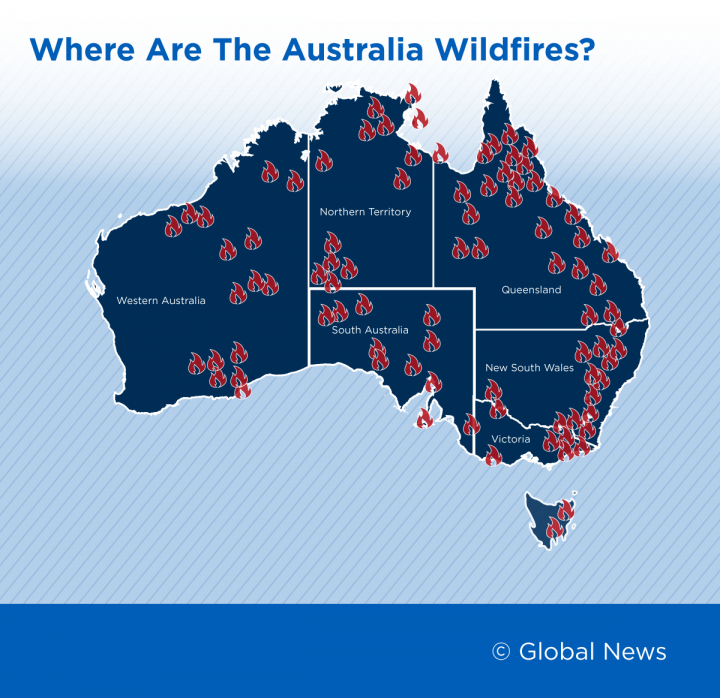 Where Are The Australia Wildfires?
Northern Territory
Western Australia
Queensland
South Australia
New South Wales
Victoria
© Global News